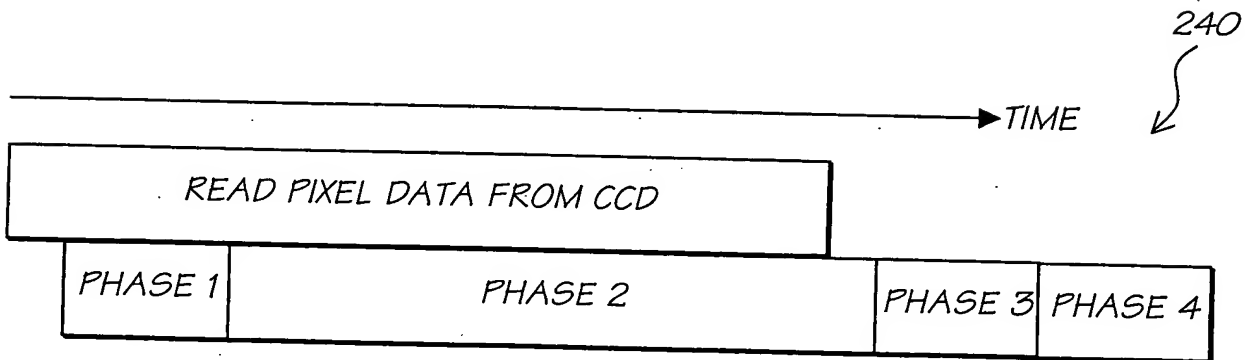 240
TIME
READ PIXEL DATA FROM CCD
PHASE 1 PHASE 2 PHASE 3 PHASE 4